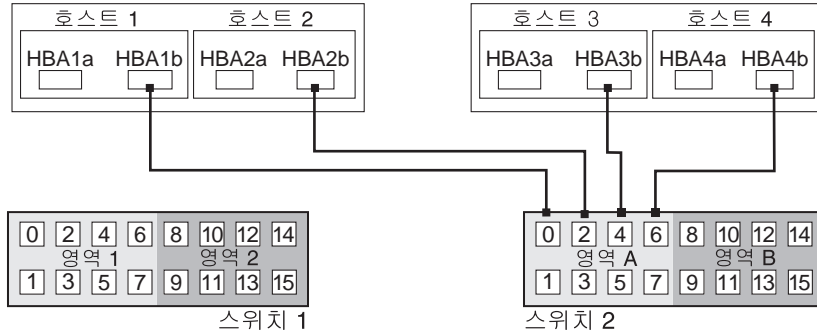 호스트 1 호스트 2 호스트 3 호스트 4
HBA1a HBA1b HBA2a HBA2b HBA3a HBA3b HBA4a HBA4b
0 2 4 6 8 10 12 14 0 2 4 6 8 10 12 14
영역 1 영역 2 영역 A 영역 B
1 3 5 7 9 11 13 15 1 3 5 7 9 11 13 15
스위치 1 스위치 2